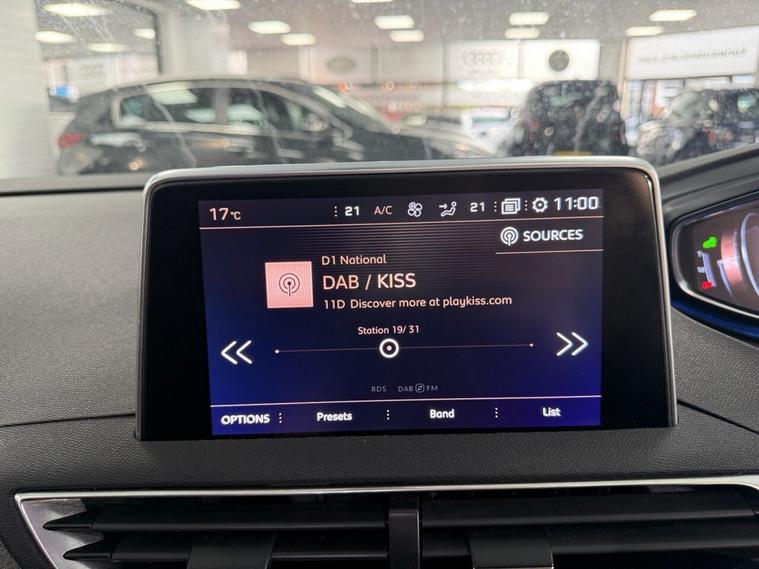 17°C
21 A/C 21 11:00
SOURCES
D1 National
DAB / KISS
11D Discover more at playkiss.com
Station 19/31
RDS DAB FM
OPTIONS Presets Band List